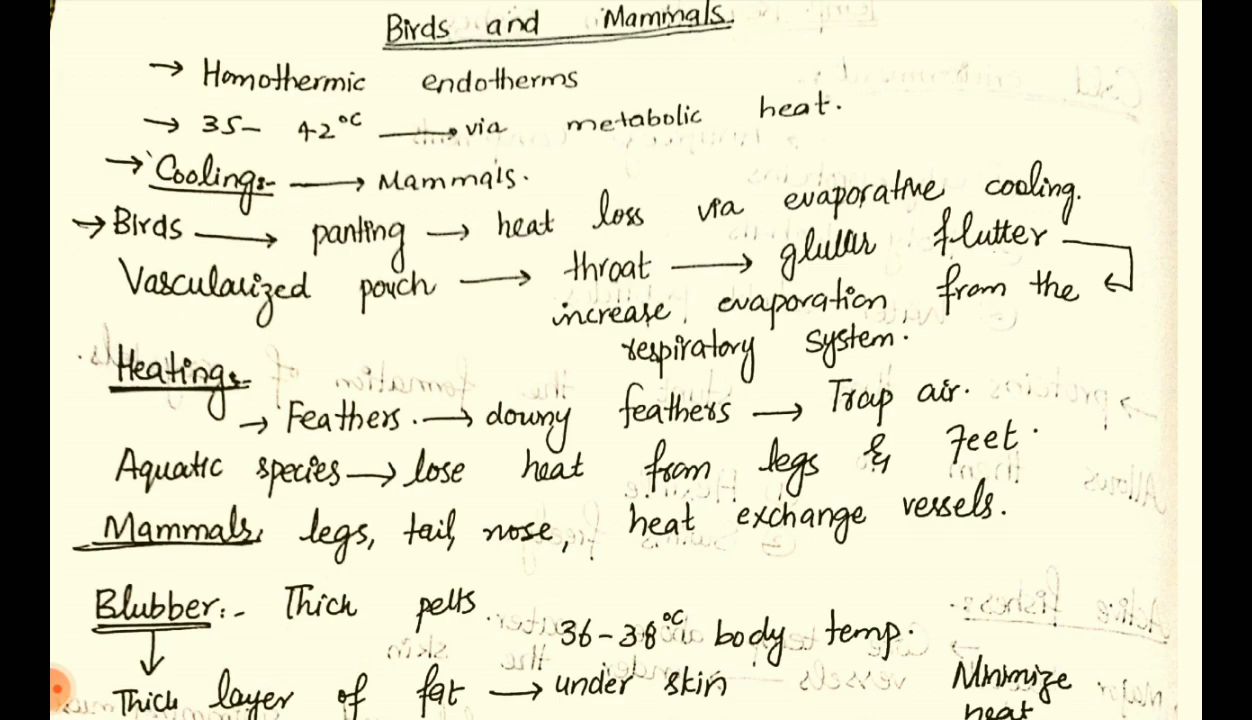 Birds and Mammals
→ Homothermic endotherms
→ 35- 42°C → via metabolic heat.
→ Cooling:- → Mammals.
→ Birds → panting → heat loss via evaporative cooling.
Vascularized pouch → throat → flutter
increase evaporation from the
respiratory system.
Heating:-
→ Feathers. → downy feathers → Trap air.
Aquatic species → lose heat from legs & Feet.
Mammals, legs, tail, nose, heat exchange vessels.
Blubber:- Thick pelts.
36-38°C body temp.
Thick layer of fat → under skin
Minimize
heat